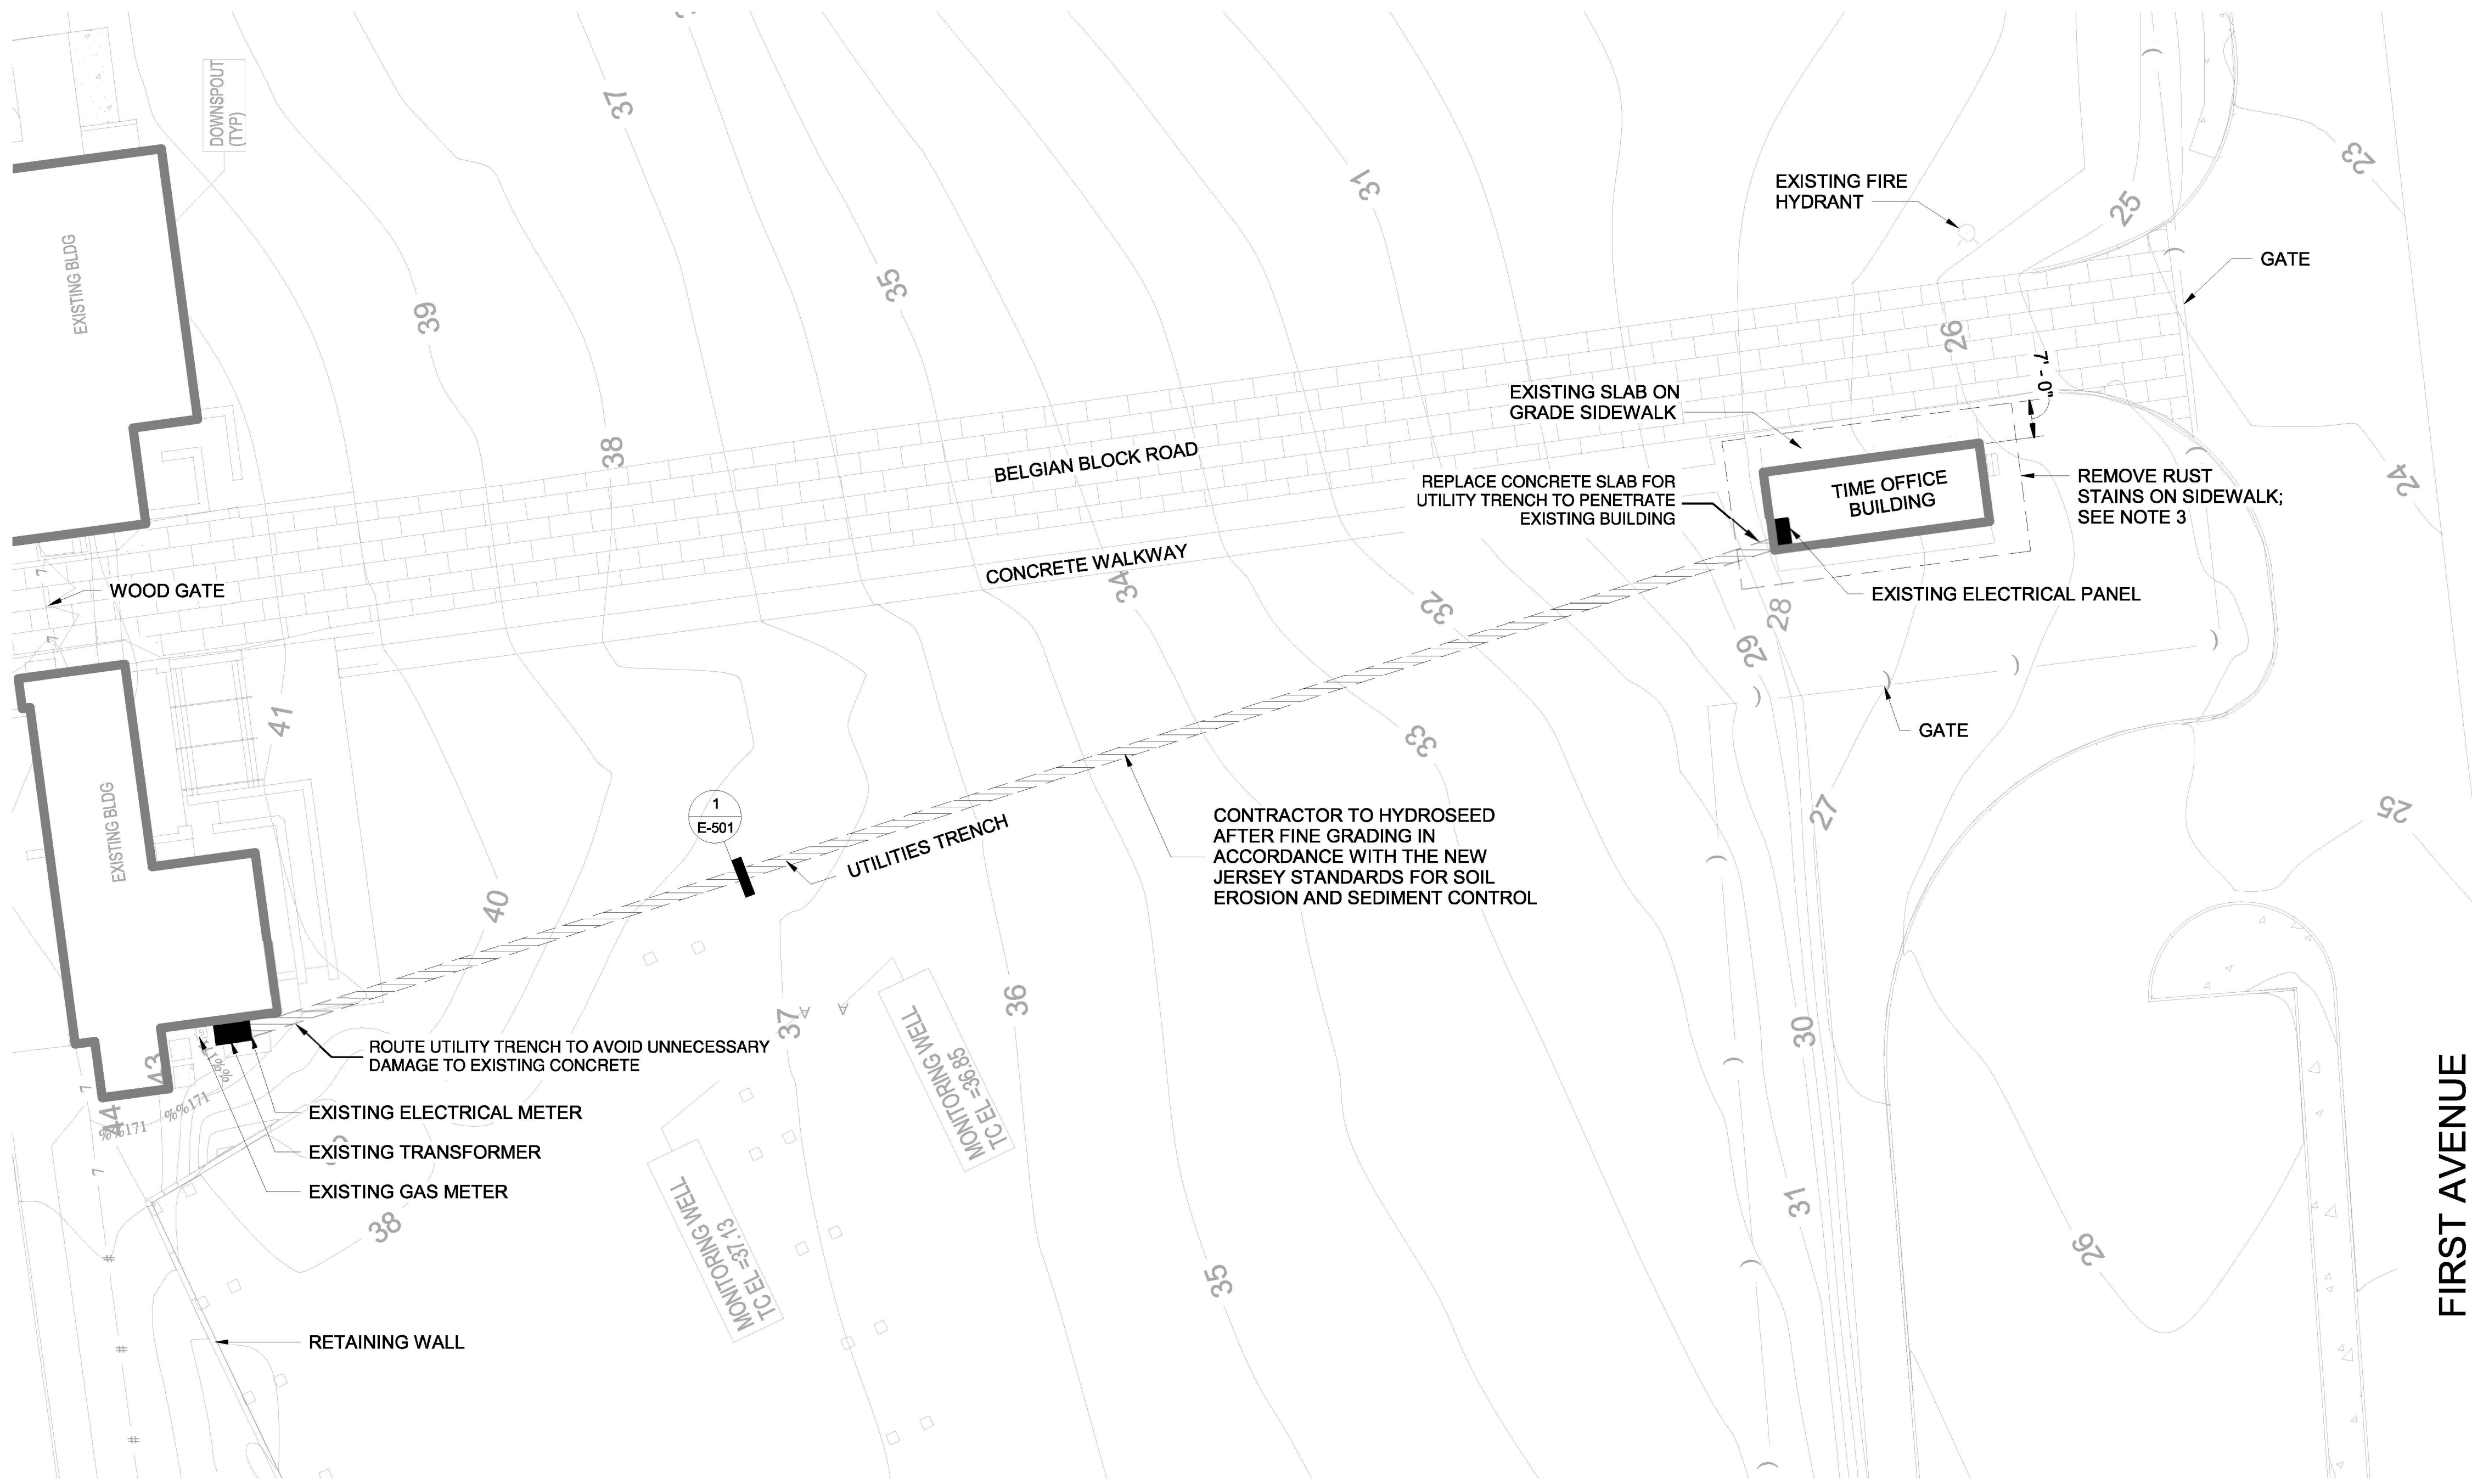 DOWNSPOUT
(TYP)
37
31
23
EXISTING FIRE
HYDRANT
25
GATE
EXISTING BLDG
39
35
26
7' - 0"
38
EXISTING SLAB ON
GRADE SIDEWALK
BELGIAN BLOCK ROAD
REPLACE CONCRETE SLAB FOR
UTILITY TRENCH TO PENETRATE
EXISTING BUILDING
TIME OFFICE
BUILDING
REMOVE RUST
STAINS ON SIDEWALK;
SEE NOTE 3
24
CONCRETE WALKWAY
WOOD GATE
34
32
28
29
EXISTING ELECTRICAL PANEL
41
33
GATE
EXISTING BLDG
1
E-501
UTILITIES TRENCH
CONTRACTOR TO HYDROSEED
AFTER FINE GRADING IN
ACCORDANCE WITH THE NEW
JERSEY STANDARDS FOR SOIL
EROSION AND SEDIMENT CONTROL
27
25
40
36
37
A A
30
MONITORING WELL
TC EL =36.85
43
44
%%171
%%171
ROUTE UTILITY TRENCH TO AVOID UNNECESSARY
DAMAGE TO EXISTING CONCRETE
EXISTING ELECTRICAL METER
EXISTING TRANSFORMER
EXISTING GAS METER
38
MONITORING WELL
TC EL =37.13
35
31
26
RETAINING WALL
FIRST AVENUE